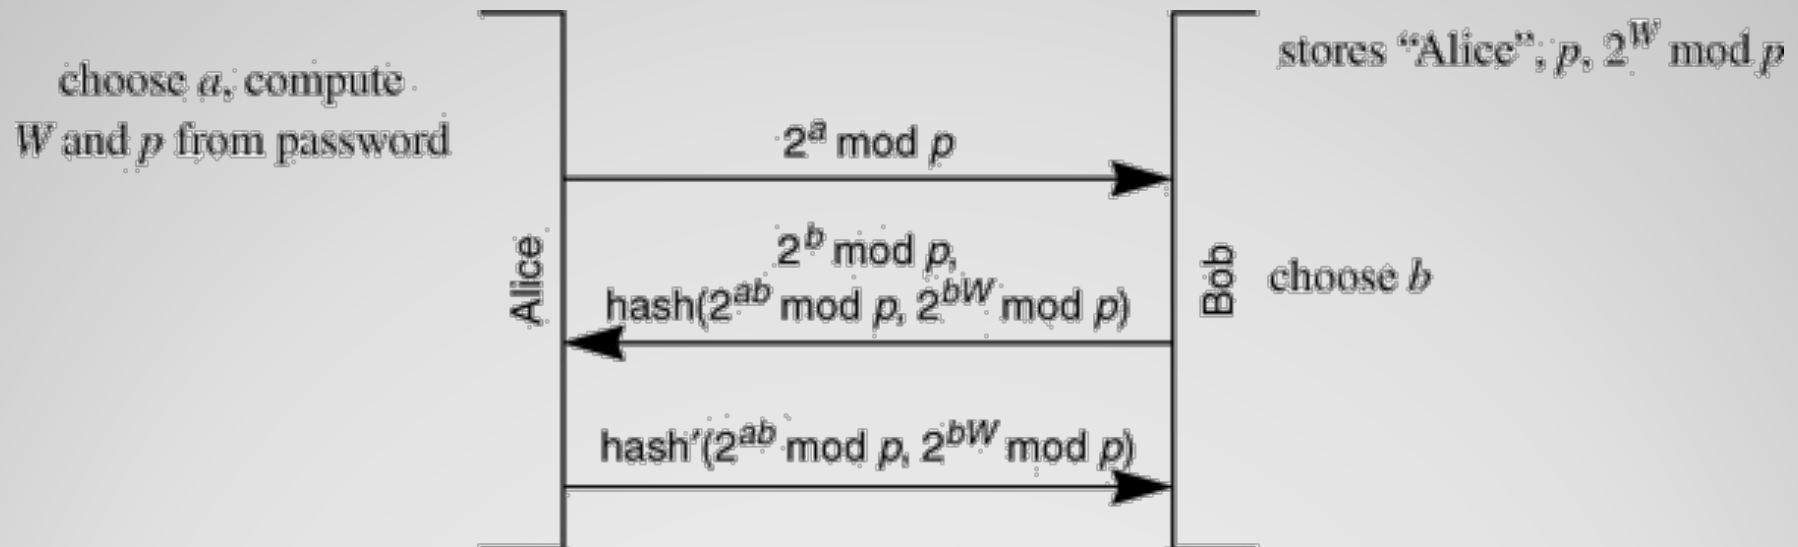 choose a, compute
W and p from password
stores “Alice”, p, 2^W mod p
2^a mod p
Alice
2^b mod p,
hash(2^ab mod p, 2^bW mod p)
Bob
choose b
hash′(2^ab mod p, 2^bW mod p)